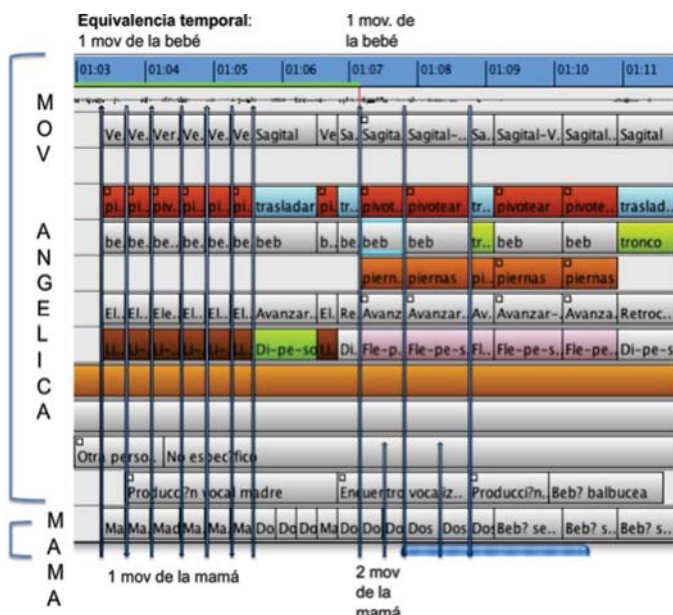 Equivalencia temporal:
1 mov de la bebé
1 mov. de
la bebé
01:03 01:04 01:05 01:06 01:07 01:08 01:09 01:10 01:11
MOV
ANGELICA
Ve. Ve. Ver. Ve. Ve. Ve. Sagital Ve Sa. Sagita. Sagital-... Sa.. Sagital-V. Sagital.. Sagital
pi. pi. piv. pi. pi. pi. trasladar pi. tr.. pivot.. pivotear tr.. pivotear pivote... traslad..
be. be. be.. be. be. be. beb b.. be. beb beb tr.. beb beb tronco
piern. piernas pi.. piernas piernas
El.. El.. Ele.. El.. El.. El.. Avanzar.. El. Re. Avanz Avanzar.. Av.. Avanzar-.. Avanza. Retroc..
Di-pe-so Di. Fle-p. Fle-pe-s. Fl.. Fle-pe-s.. Fle-pe.. Di-pe-s
Otra perso.. No espec?fico
Producci?n vocal madre Encuentro vocaliz.. Producci?n. Beb? balbucea
MAMA
Ma. Ma. Mad Ma. Ma. Ma Do Do Do Ma Do Do Do Dos Dos Dos Beb? se.. Beb? s.. Beb? s..
1 mov de la mamá
2 mov
de la
mamá